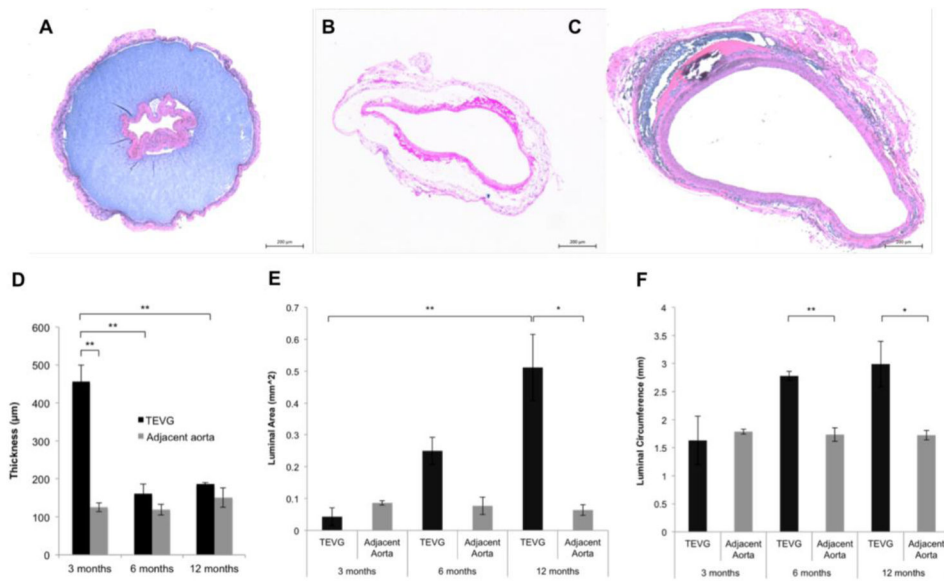 A
B
C
200 µm
200 µm
200 µm
D
E
F
**
**
**
600
500
400
300
200
100
0
Thickness (µm)
TEVG
Adjacent aorta
3 months
6 months
12 months
**
*
0.7
0.6
0.5
0.4
0.3
0.2
0.1
0
Luminal Area (mm^2)
TEVG
Adjacent Aorta
TEVG
Adjacent Aorta
TEVG
Adjacent Aorta
3 months
6 months
12 months
**
*
4
3.5
3
2.5
2
1.5
1
0.5
0
Luminal Circumference (mm)
TEVG
Adjacent Aorta
TEVG
Adjacent Aorta
TEVG
Adjacent Aorta
3 months
6 months
12 months